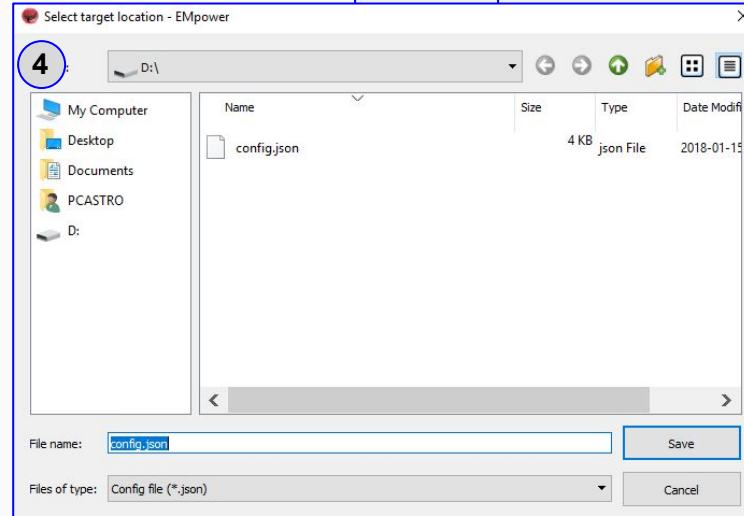 Select target location - EMpower
4 :
D:\
My Computer
Desktop
Documents
PCASTRO
D:
Name Size Type Date Modifi
config.json 4 KB json File 2018-01-15
File name: config.json Save
Files of type: Config file (*.json) Cancel